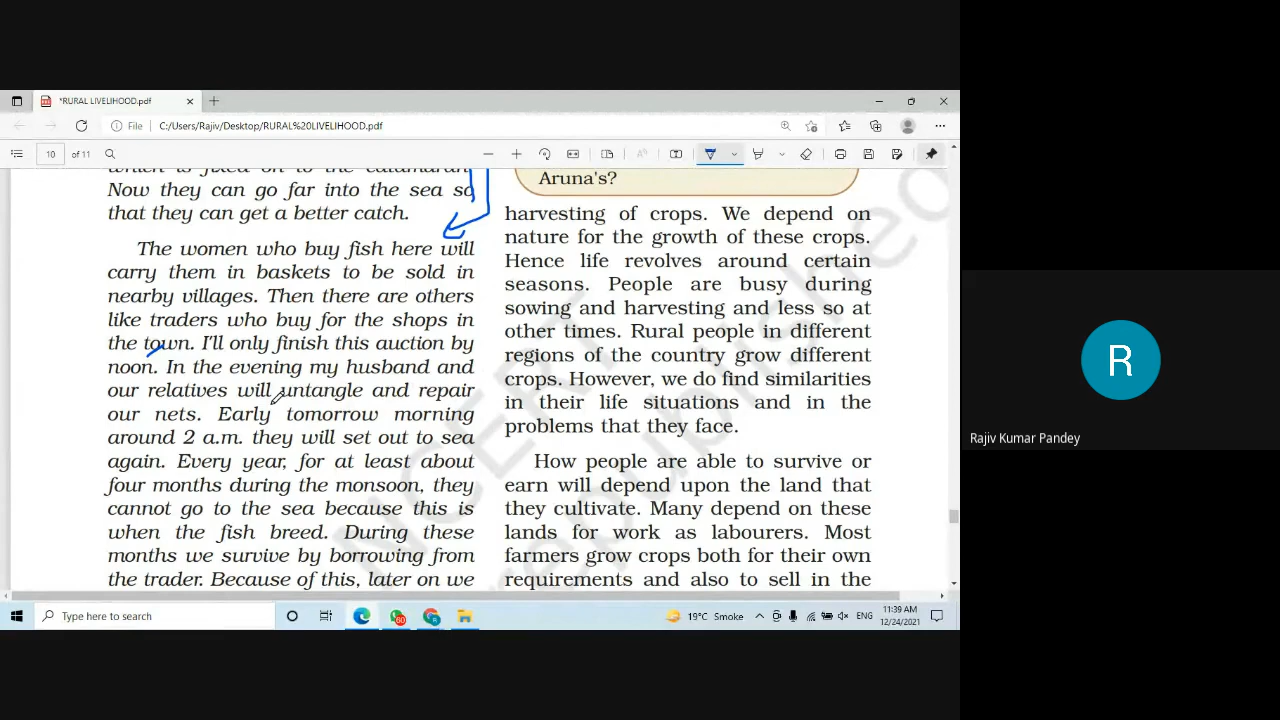 *RURAL LIVELIHOOD.pdf
File C:/Users/Rajiv/Desktop/RURAL%20LIVELIHOOD.pdf
10 of 11
which is fixed on to the catamaran.
Now they can go far into the sea so
that they can get a better catch.
The women who buy fish here will
carry them in baskets to be sold in
nearby villages. Then there are others
like traders who buy for the shops in
the town. I'll only finish this auction by
noon. In the evening my husband and
our relatives will untangle and repair
our nets. Early tomorrow morning
around 2 a.m. they will set out to sea
again. Every year, for at least about
four months during the monsoon, they
cannot go to the sea because this is
when the fish breed. During these
months we survive by borrowing from
the trader. Because of this, later on we
Aruna's?
harvesting of crops. We depend on
nature for the growth of these crops.
Hence life revolves around certain
seasons. People are busy during
sowing and harvesting and less so at
other times. Rural people in different
regions of the country grow different
crops. However, we do find similarities
in their life situations and in the
problems that they face.
How people are able to survive or
earn will depend upon the land that
they cultivate. Many depend on these
lands for work as labourers. Most
farmers grow crops both for their own
requirements and also to sell in the
NCERT
republished
R
Rajiv Kumar Pandey
Type here to search
60
19°C Smoke
ENG
11:39 AM
12/24/2021